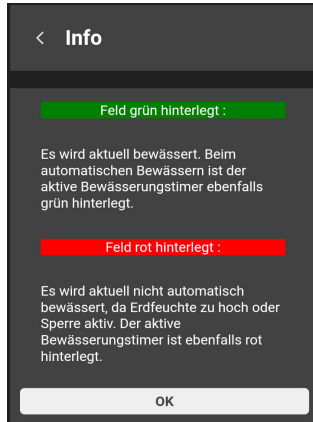 Info
Feld grün hinterlegt :
Es wird aktuell bewässert. Beim
automatischen Bewässern ist der
aktive Bewässerungstimer ebenfalls
grün hinterlegt.
Feld rot hinterlegt :
Es wird aktuell nicht automatisch
bewässert, da Erdfeuchte zu hoch oder
Sperre aktiv. Der aktive
Bewässerungstimer ist ebenfalls rot
hinterlegt.
OK